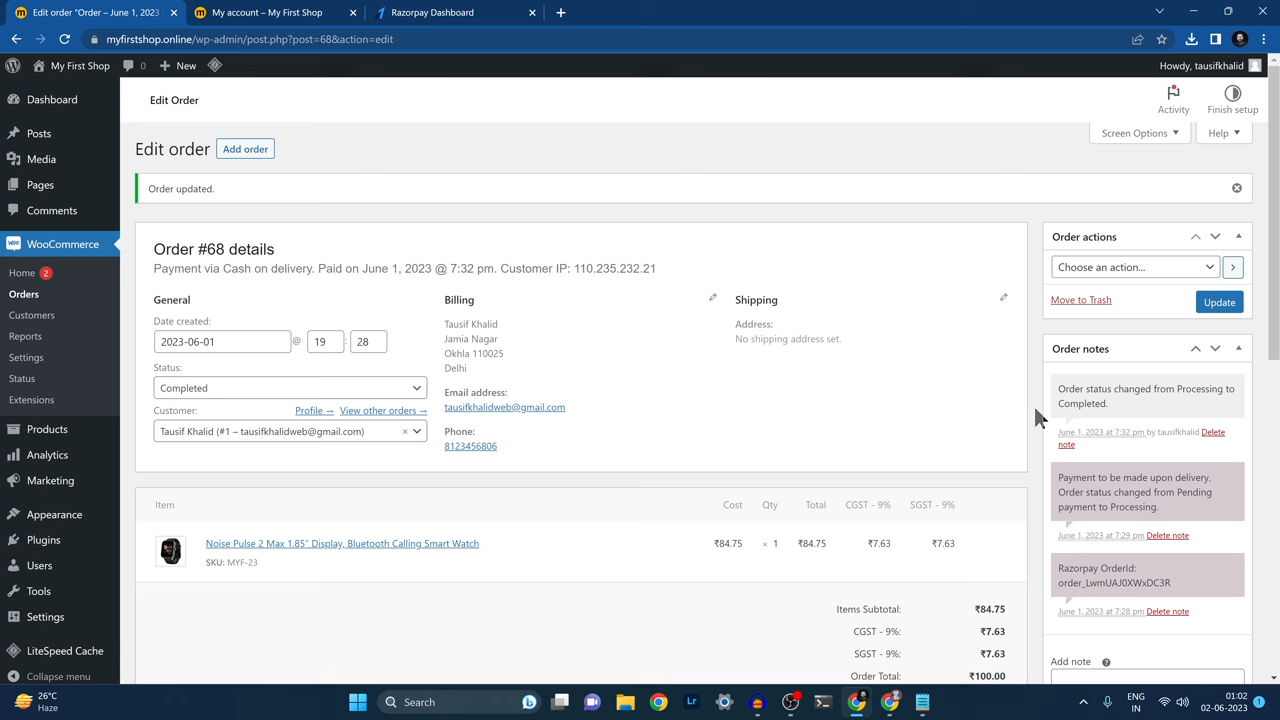 Edit order "Order – June 1, 2023
My account – My First Shop
Razorpay Dashboard
myfirstshop.online/wp-admin/post.php?post=68&action=edit
My First Shop
0
New
Howdy, tausifkhalid
Dashboard
Posts
Media
Pages
Comments
WooCommerce
Home 2
Orders
Customers
Reports
Settings
Status
Extensions
Products
Analytics
Marketing
Appearance
Plugins
Users
Tools
Settings
LiteSpeed Cache
Collapse menu
Edit Order
Activity
Finish setup
Screen Options
Help
Edit order
Add order
Order updated.
Order #68 details
Payment via Cash on delivery. Paid on June 1, 2023 @ 7:32 pm. Customer IP: 110.235.232.21
General
Date created:
2023-06-01 @ 19 : 28
Status:
Completed
Customer:
Profile →
View other orders →
Tausif Khalid (#1 – tausifkhalidweb@gmail.com) ×
Billing
Tausif Khalid
Jamia Nagar
Okhla 110025
Delhi
Email address:
tausifkhalidweb@gmail.com
Phone:
8123456806
Shipping
Address:
No shipping address set.
Item Cost Qty Total CGST - 9% SGST - 9%
Noise Pulse 2 Max 1.85" Display, Bluetooth Calling Smart Watch ₹84.75 × 1 ₹84.75 ₹7.63 ₹7.63
SKU: MYF-23
Items Subtotal: ₹84.75
CGST - 9%: ₹7.63
SGST - 9%: ₹7.63
Order Total: ₹100.00
Order actions
Choose an action...
Move to Trash
Update
Order notes
Order status changed from Processing to
Completed.
June 1, 2023 at 7:32 pm by tausifkhalid Delete
note
Payment to be made upon delivery.
Order status changed from Pending
payment to Processing.
June 1, 2023 at 7:29 pm Delete note
Razorpay OrderId:
order_LwmUAJ0XWxDC3R
June 1, 2023 at 7:28 pm Delete note
Add note
26°C
Haze
Search
Lr
ENG
IN
01:02
02-06-2023
1